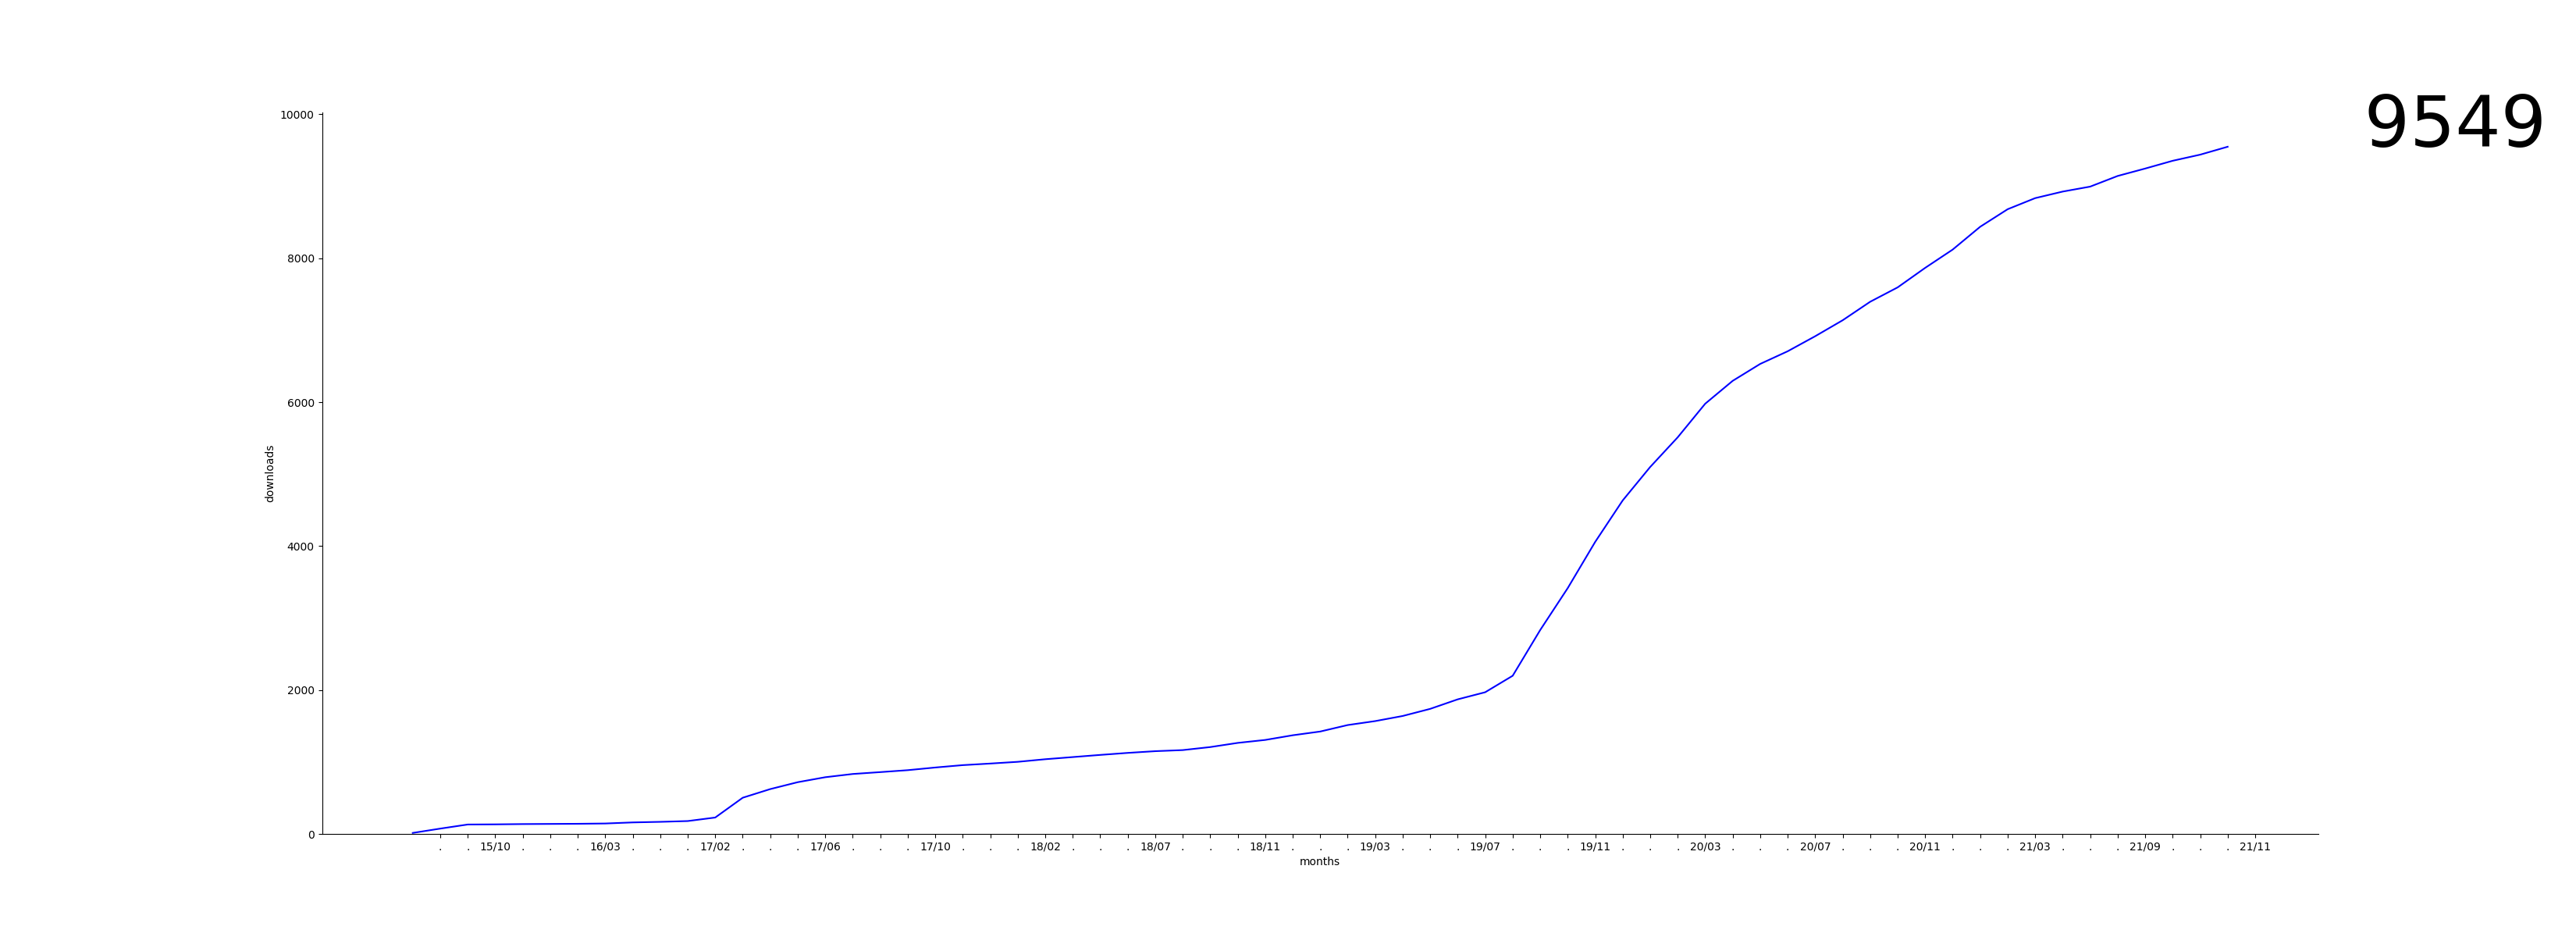 9549
10000
8000
6000
4000
2000
0
downloads
. . 15/10 . . . 16/03 . . . 17/02 . . . 17/06 . . . 17/10 . . . 18/02 . . . 18/07 . . . 18/11 . . . 19/03 . . . 19/07 . . . 19/11 . . . 20/03 . . . 20/07 . . . 20/11 . . . 21/03 . . . 21/09 . . . 21/11
months